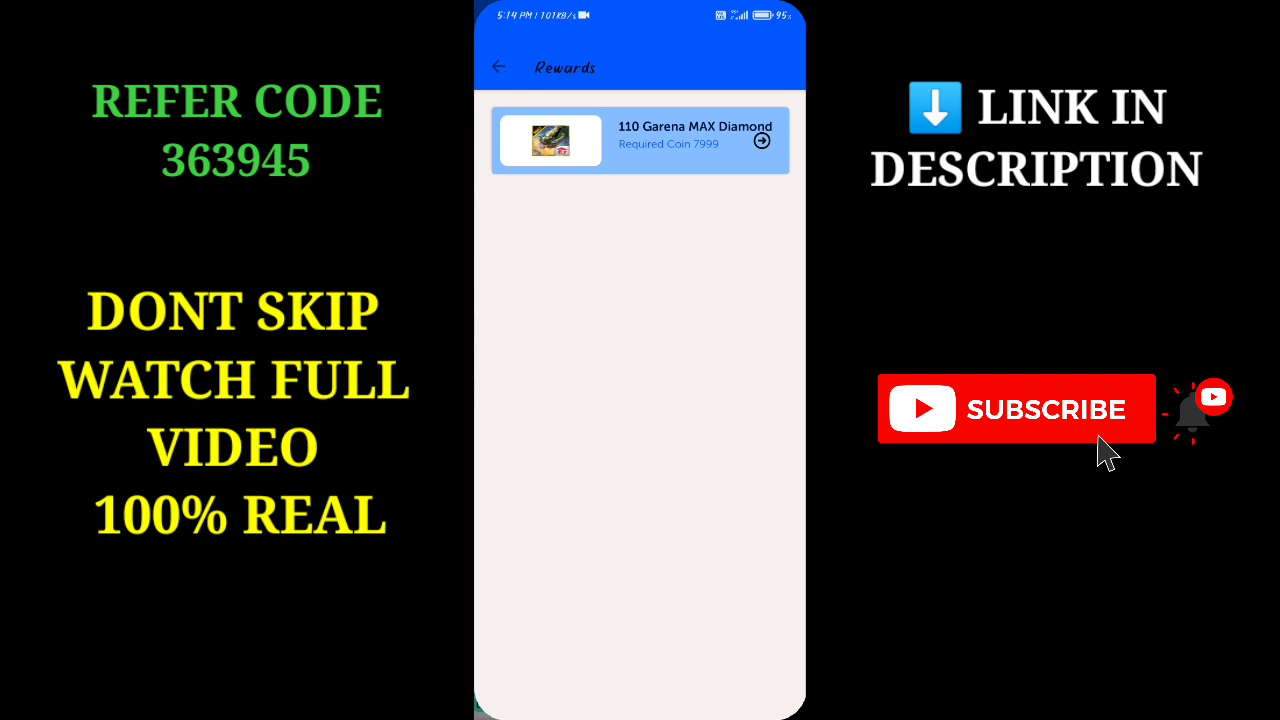 REFER CODE
363945
DONT SKIP
WATCH FULL
VIDEO
100% REAL
5:14 PM | 101KB/s
95%
Rewards
110 Garena MAX Diamond
Required Coin 7999
⬇️ LINK IN
DESCRIPTION
SUBSCRIBE